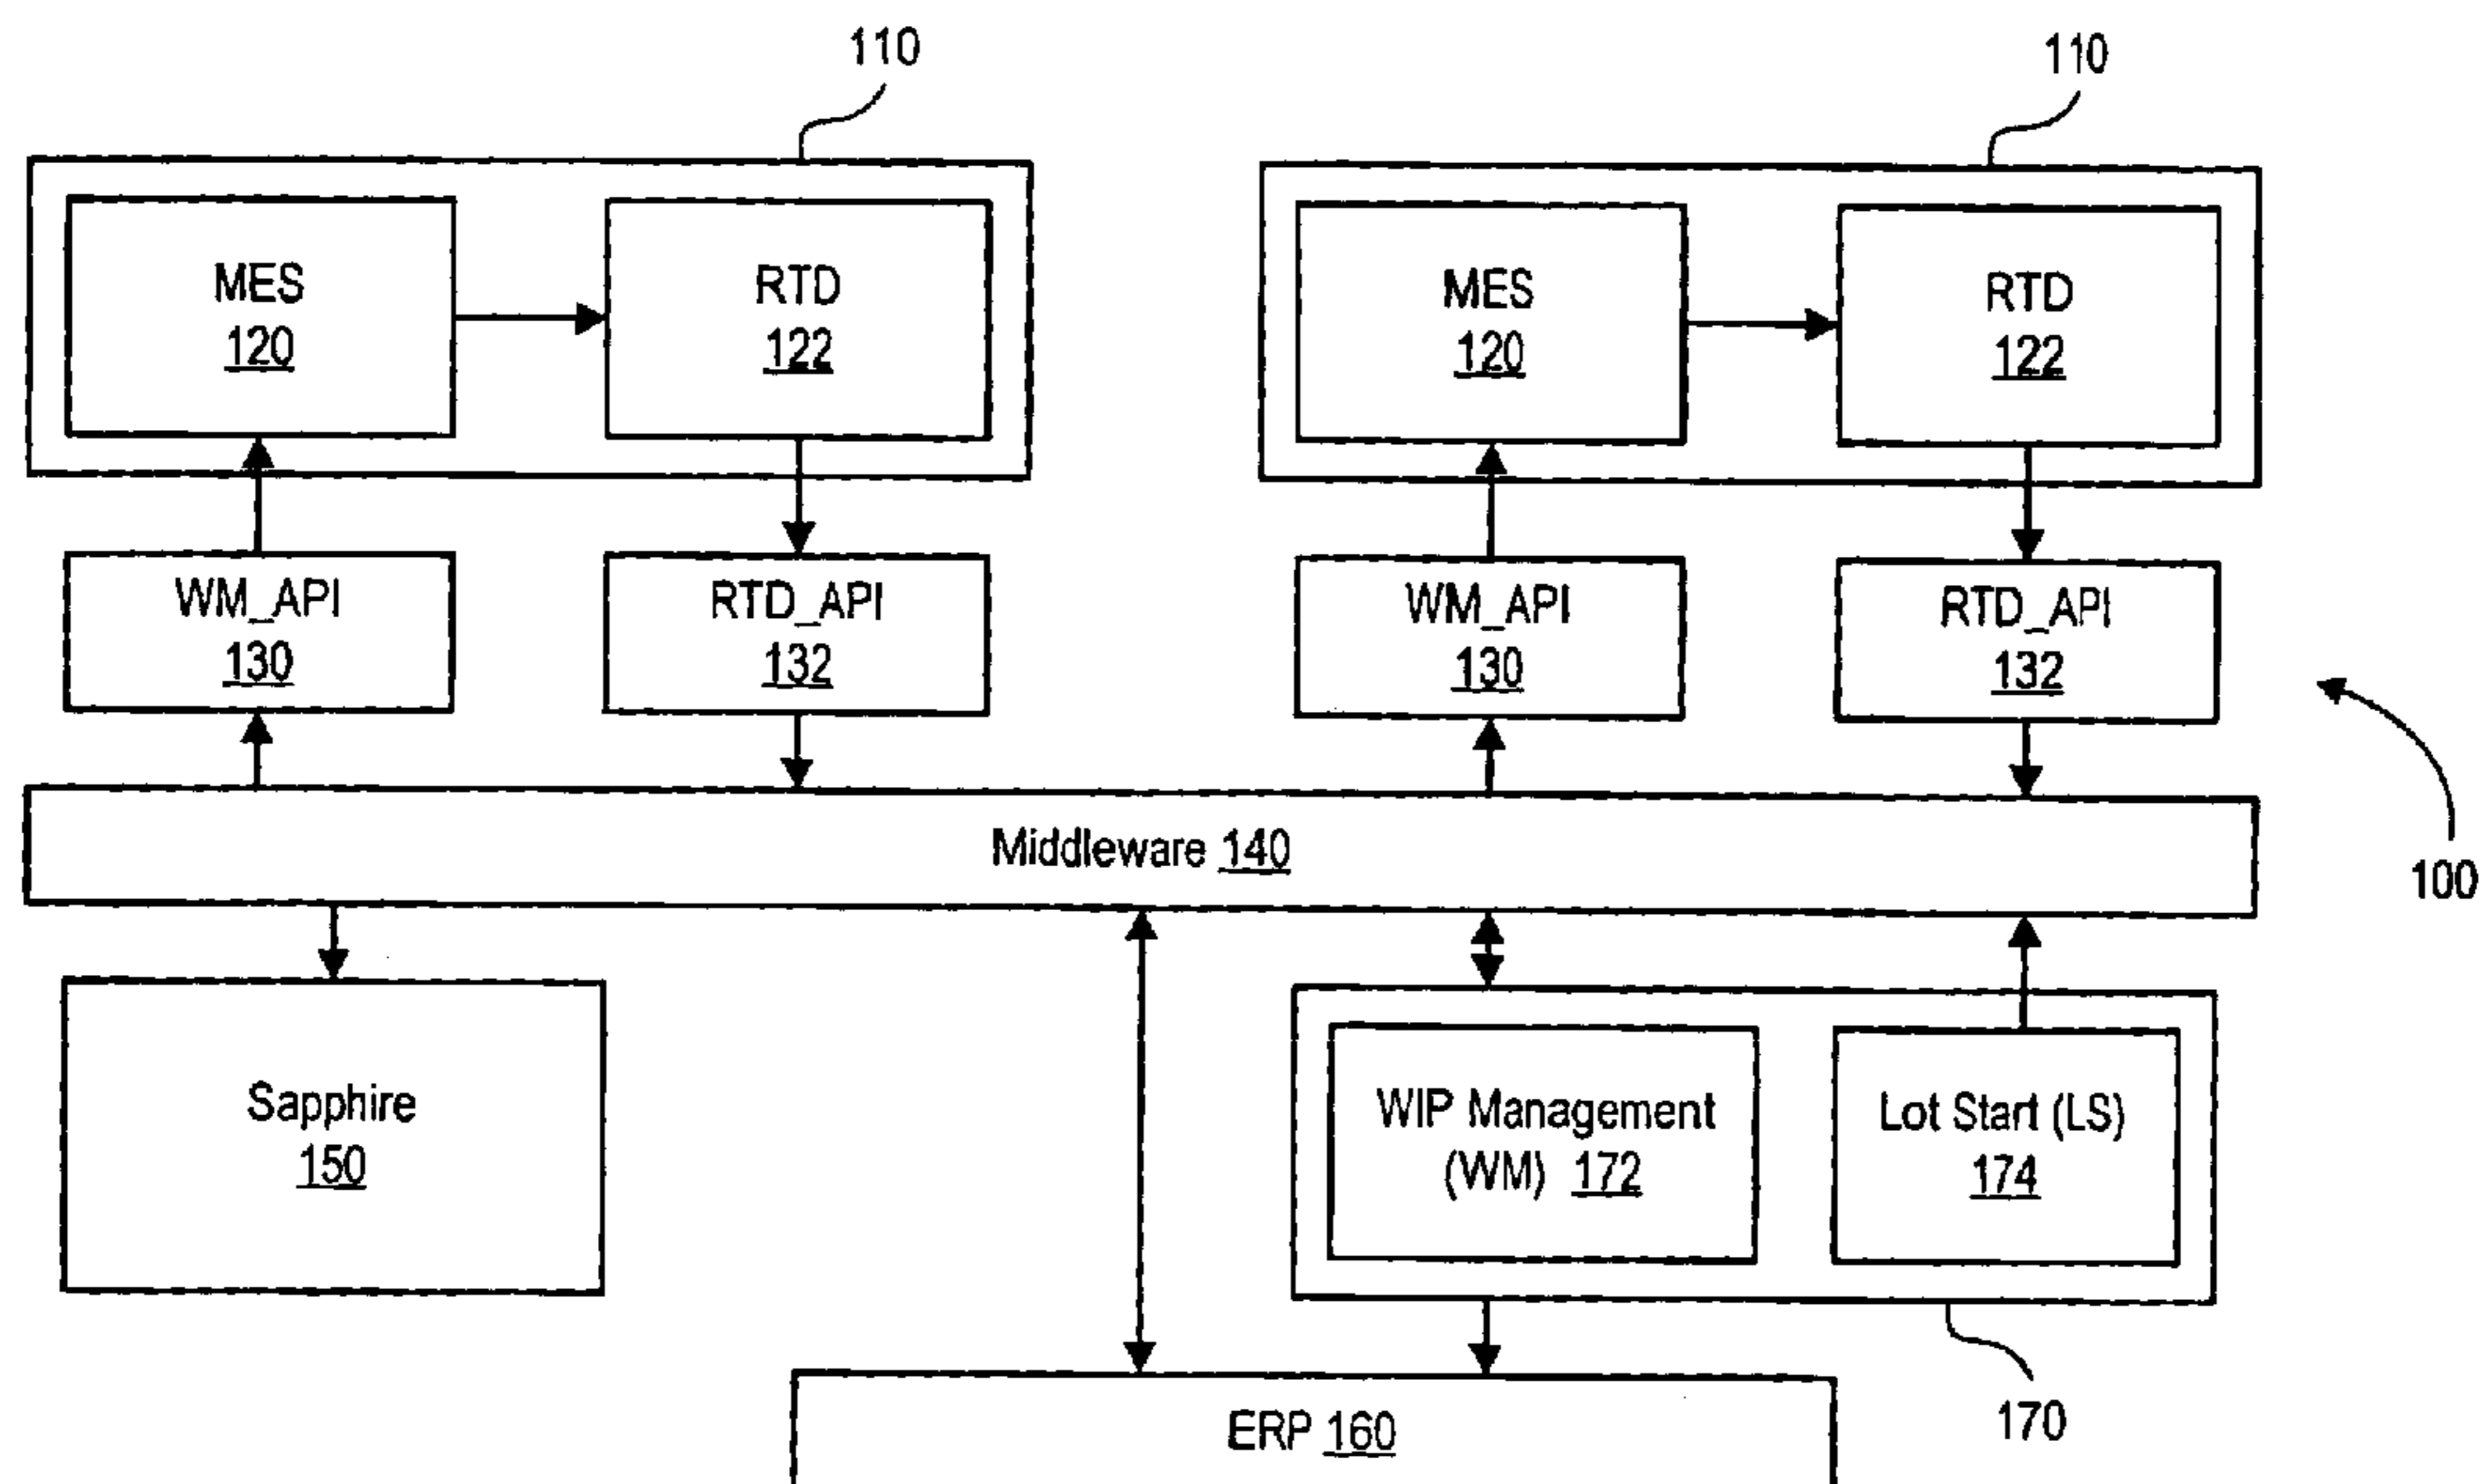 110
110
MES
120
RTD
122
MES
120
RTD
122
WM_API
130
RTD_API
132
WM_API
130
RTD_API
132
100
Middleware 140
Sapphire
150
WIP Management
(WM) 172
Lot Start (LS)
174
170
ERP 160